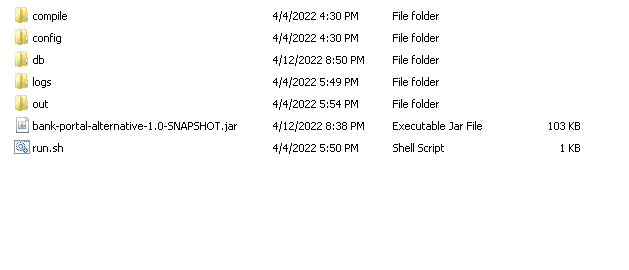 compile 4/4/2022 4:30 PM File folder
config 4/4/2022 4:30 PM File folder
db 4/12/2022 8:50 PM File folder
logs 4/4/2022 5:49 PM File folder
out 4/4/2022 5:54 PM File folder
bank-portal-alternative-1.0-SNAPSHOT.jar 4/12/2022 8:38 PM Executable Jar File 103 KB
run.sh 4/4/2022 5:50 PM Shell Script 1 KB